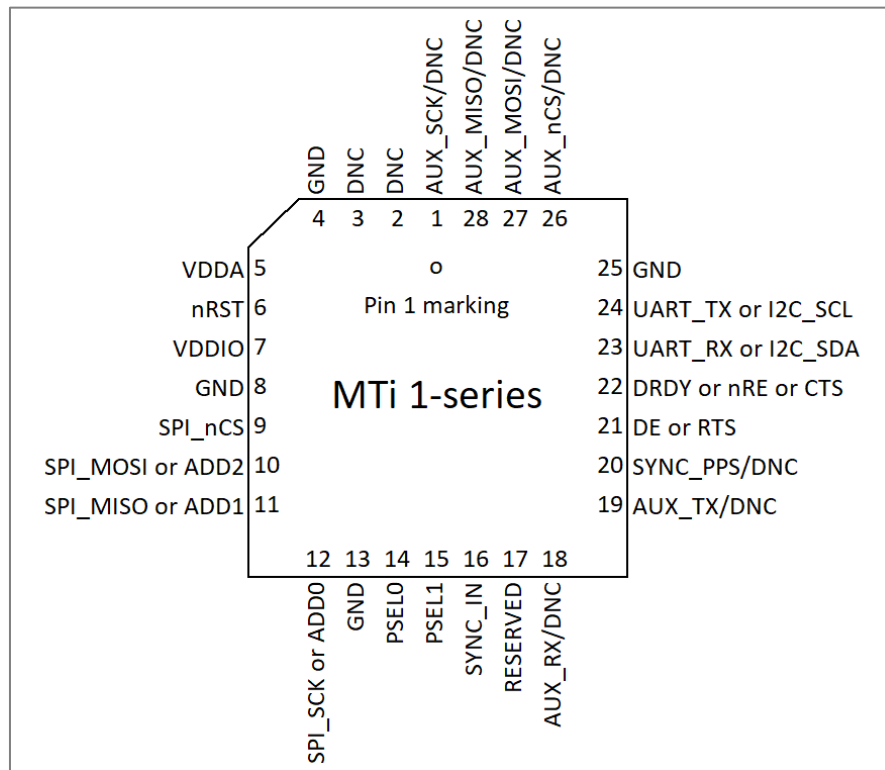 GND
DNC
DNC
AUX_SCK/DNC
AUX_MISO/DNC
AUX_MOSI/DNC
AUX_nCS/DNC
4 3 2 1 28 27 26
VDDA 5 o 25 GND
Pin 1 marking
nRST 6 24 UART_TX or I2C_SCL
VDDIO 7 23 UART_RX or I2C_SDA
GND 8 MTi 1-series 22 DRDY or nRE or CTS
SPI_nCS 9 21 DE or RTS
SPI_MOSI or ADD2 10 20 SYNC_PPS/DNC
SPI_MISO or ADD1 11 19 AUX_TX/DNC
12 13 14 15 16 17 18
SPI_SCK or ADD0
GND
PSEL0
PSEL1
SYNC_IN
RESERVED
AUX_RX/DNC